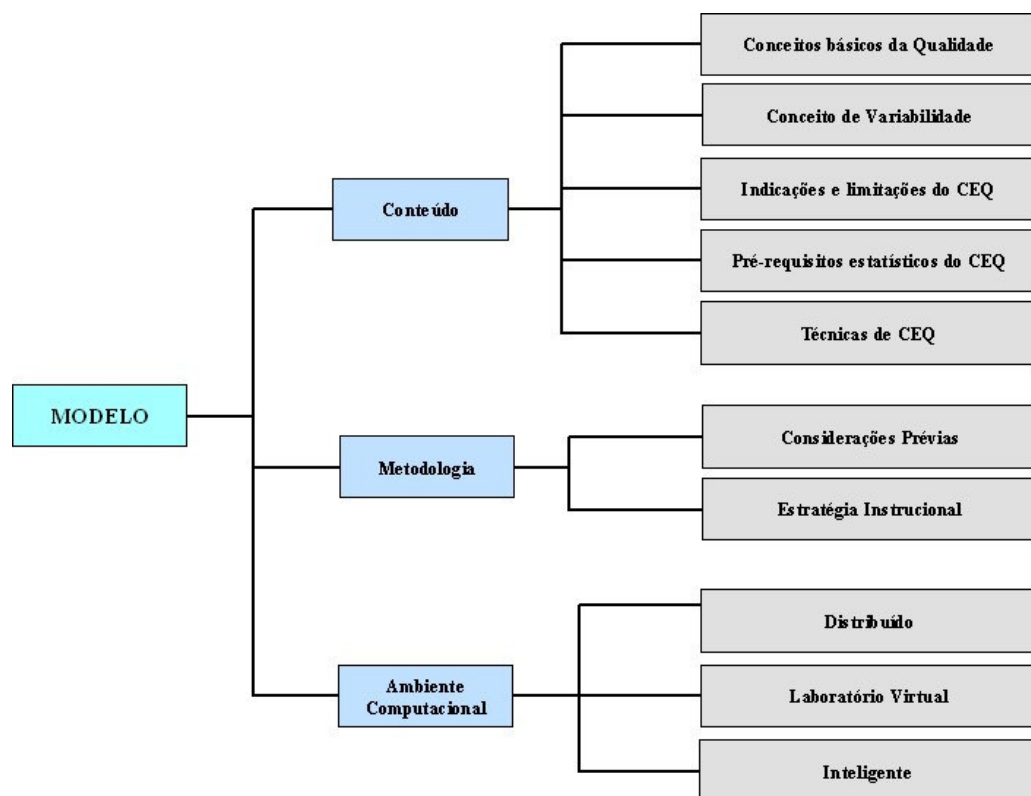 Conceitos básicos da Qualidade
Conceito de Variabilidade
Indicações e limitações do CEQ
Conteúdo
Pré-requisitos estatísticos do CEQ
Técnicas de CEQ
MODELO
Considerações Prévias
Metodologia
Estratégia Instrucional
Distribuído
Ambiente
Computacional
Laboratório Virtual
Inteligente